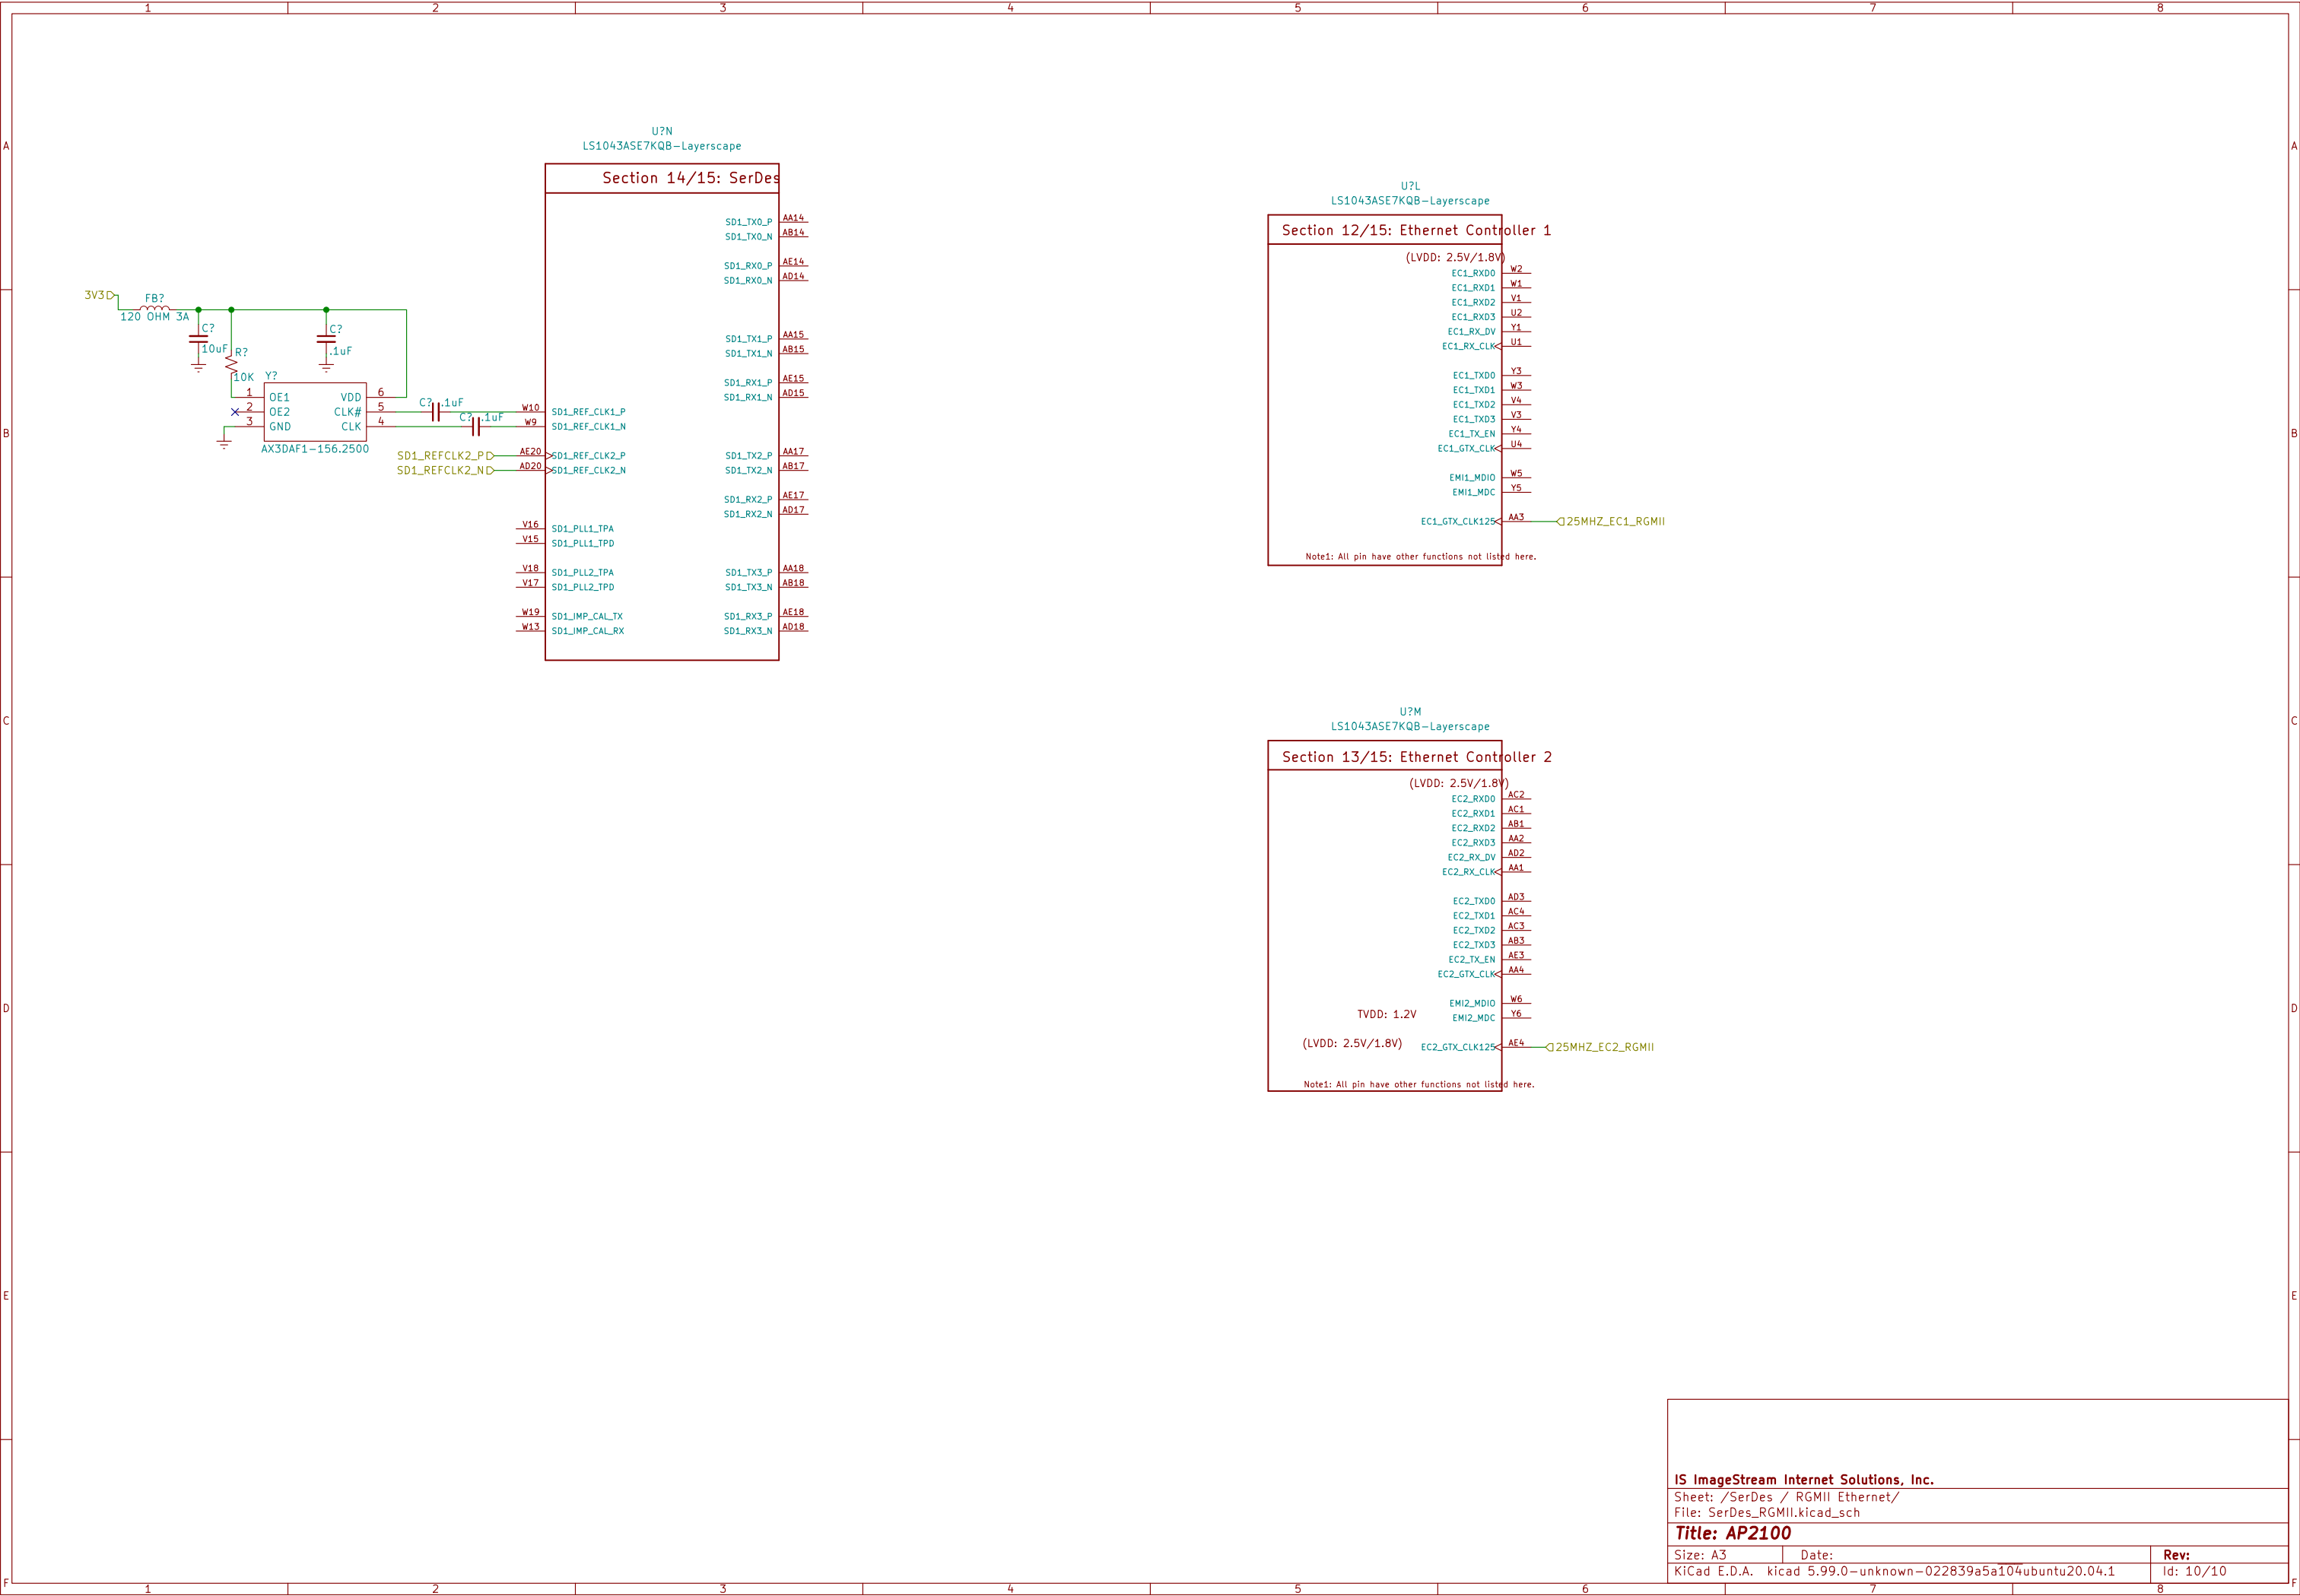 1 2 3 4 5 6 7 8
A
B
C
D
E
F
A
B
C
D
E
F
1 2 3 4 5 6 7 8
3V3
FB?
120 OHM 3A
C?
10uF
R?
10K
C?
.1uF
Y?
1 OE1
2 OE2
3 GND
VDD 6
CLK# 5
CLK 4
AX3DAF1-156.2500
C? .1uF
C? .1uF
SD1_REFCLK2_P
SD1_REFCLK2_N
U?N
LS1043ASE7KQB-Layerscape
Section 14/15: SerDes
W10 SD1_REF_CLK1_P
W9 SD1_REF_CLK1_N
AE20 SD1_REF_CLK2_P
AD20 SD1_REF_CLK2_N
V16 SD1_PLL1_TPA
V15 SD1_PLL1_TPD
V18 SD1_PLL2_TPA
V17 SD1_PLL2_TPD
W19 SD1_IMP_CAL_TX
W13 SD1_IMP_CAL_RX
SD1_TX0_P AA14
SD1_TX0_N AB14
SD1_RX0_P AE14
SD1_RX0_N AD14
SD1_TX1_P AA15
SD1_TX1_N AB15
SD1_RX1_P AE15
SD1_RX1_N AD15
SD1_TX2_P AA17
SD1_TX2_N AB17
SD1_RX2_P AE17
SD1_RX2_N AD17
SD1_TX3_P AA18
SD1_TX3_N AB18
SD1_RX3_P AE18
SD1_RX3_N AD18
U?L
LS1043ASE7KQB-Layerscape
Section 12/15: Ethernet Controller 1
(LVDD: 2.5V/1.8V)
EC1_RXD0 W2
EC1_RXD1 W1
EC1_RXD2 V1
EC1_RXD3 U2
EC1_RX_DV Y1
EC1_RX_CLK U1
EC1_TXD0 Y3
EC1_TXD1 W3
EC1_TXD2 V4
EC1_TXD3 V3
EC1_TX_EN Y4
EC1_GTX_CLK U4
EMI1_MDIO W5
EMI1_MDC Y5
EC1_GTX_CLK125 AA3 25MHZ_EC1_RGMII
Note1: All pin have other functions not listed here.
U?M
LS1043ASE7KQB-Layerscape
Section 13/15: Ethernet Controller 2
(LVDD: 2.5V/1.8V)
EC2_RXD0 AC2
EC2_RXD1 AC1
EC2_RXD2 AB1
EC2_RXD3 AA2
EC2_RX_DV AD2
EC2_RX_CLK AA1
EC2_TXD0 AD3
EC2_TXD1 AC4
EC2_TXD2 AC3
EC2_TXD3 AB3
EC2_TX_EN AE3
EC2_GTX_CLK AA4
EMI2_MDIO W6
TVDD: 1.2V
EMI2_MDC Y6
(LVDD: 2.5V/1.8V)
EC2_GTX_CLK125 AE4 25MHZ_EC2_RGMII
Note1: All pin have other functions not listed here.
IS ImageStream Internet Solutions, Inc.
Sheet: /SerDes / RGMII Ethernet/
File: SerDes_RGMII.kicad_sch
Title: AP2100
Size: A3 Date: Rev:
KiCad E.D.A. kicad 5.99.0-unknown-022839a5a104ubuntu20.04.1 Id: 10/10